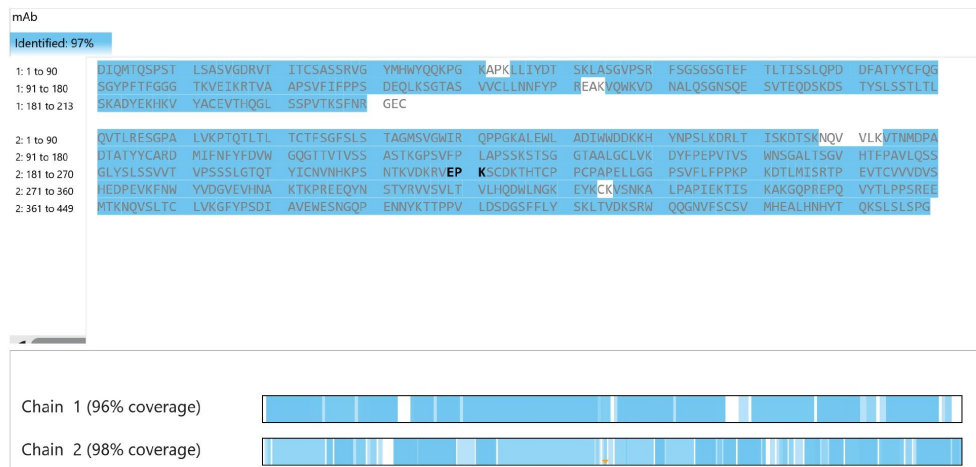 mAb
Identified: 97%
1: 1 to 90 DIQMTQSPST LSASVGDRVT ITCSASSRVG YMHWYQQKPG KAPKLLIYDT SKLASGVPSR FSGSGSGTEF TLTISSLQPD DFATYYCFQG
1: 91 to 180 SGYPFTFGGG TKVEIKRTVA APSVFIFPPS DEQLKSGTAS VVCLLNNFYP REAKVQWKVD NALQSGNSQE SVTEQDSKDS TYSLSSTLTL
1: 181 to 213 SKADYEKHKV YACEVTHQGL SSPVTKSFNR GEC
2: 1 to 90 QVTLRESGPA LVKPTQTLTL TCTFSGFSLS TAGMSVGWIR QPPGKALEWL ADIWWDDKKH YNPSLKDRLT ISKDTSKNQV VLKVTNMDPA
2: 91 to 180 DTATYYCARD MIFNFYFDVW GQGTTVTVSS ASTKGPSVFP LAPSSKSTSG GTAALGCLVK DYFPEPVTVS WNSGALTSGV HTFPAVLQSS
2: 181 to 270 GLYSLSSVVT VPSSSLGTQT YICNVNHKPS NTKVDKRVEP KSCDKTHTCP PCPAPELLGG PSVFLFPPKP KDTLMISRTP EVTCVVVDVS
2: 271 to 360 HEDPEVKFNW YVDGVEVHNA KTKPREEQYN STYRVVSVLT VLHQDWLNGK EYKCKVSNKA LPAPIEKTIS KAKGQPREPQ VYTLPPSREE
2: 361 to 449 MTKNQVSLTC LVKGFYPSDI AVEWESNGQP ENNYKTTPPV LDSDGSFFLY SKLTVDKSRW QQGNVFSCSV MHEALHNHYT QKSLSLSPG
Chain 1 (96% coverage)
Chain 2 (98% coverage)